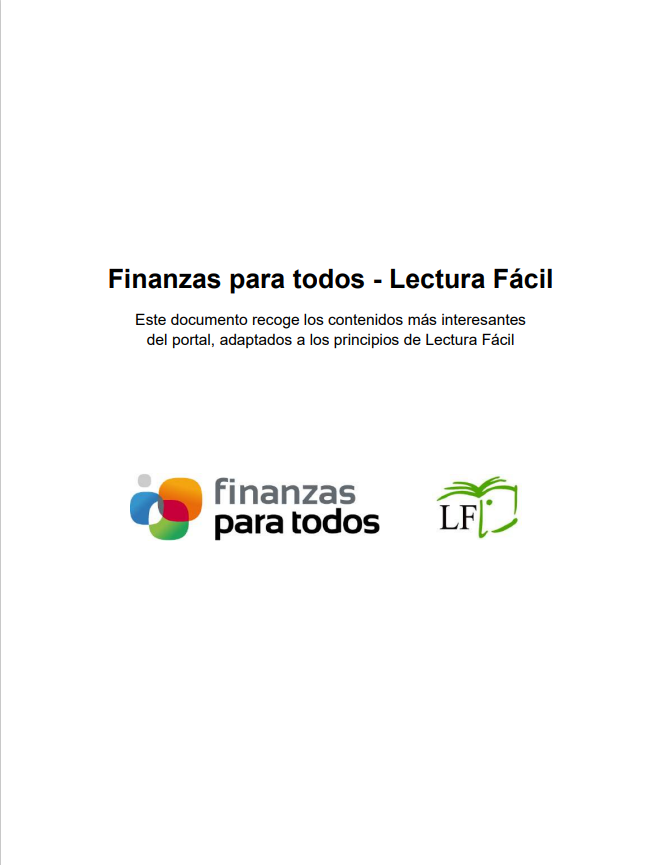 Finanzas para todos - Lectura Fácil
Este documento recoge los contenidos más interesantes
del portal, adaptados a los principios de Lectura Fácil
finanzas
para todos
LF